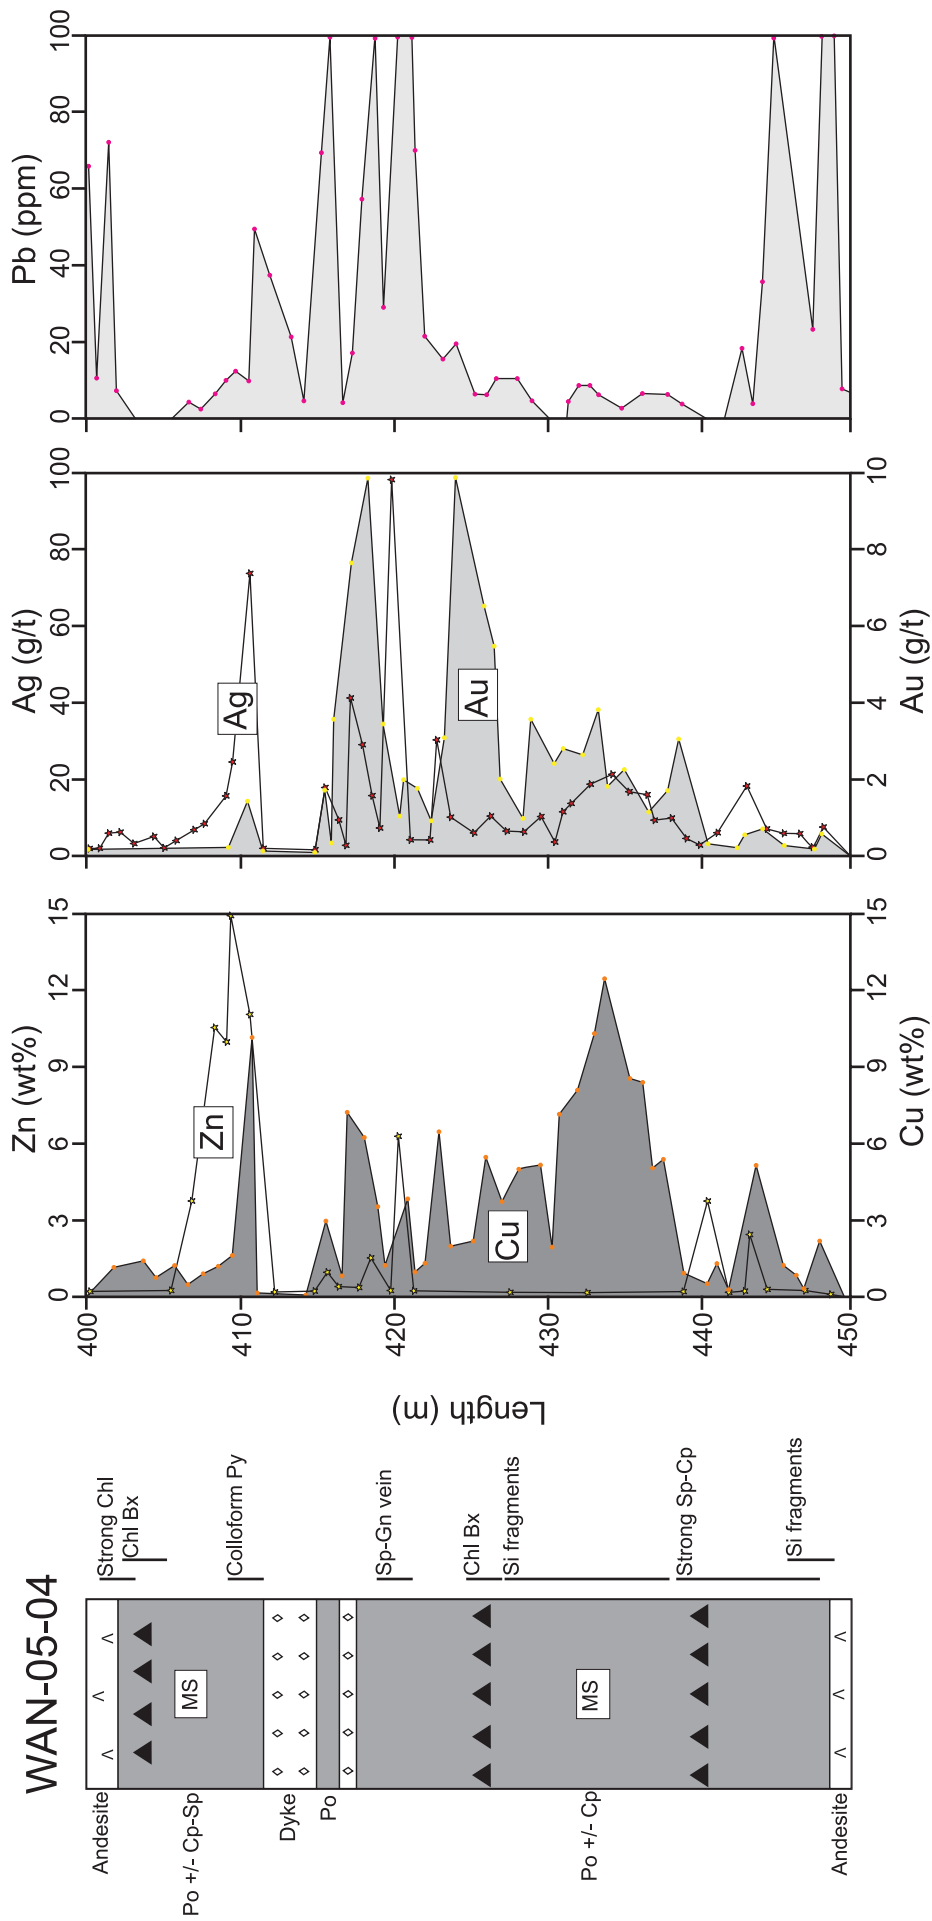 WAN-05-04
Andesite
Po +/- Cp-Sp
Dyke
Po
Po +/- Cp
Andesite
V
V
V
MS
MS
V
V
V
Strong Chl
Chl Bx
Colloform Py
Sp-Gn vein
Chl Bx
Si fragments
Strong Sp-Cp
Si fragments
Length (m)
400
410
420
430
440
450
Zn (wt%)
0 3 6 9 12 15
Zn
Cu
0 3 6 9 12 15
Cu (wt%)
Ag (g/t)
0 20 40 60 80 100
Ag
Au
0 2 4 6 8 10
Au (g/t)
Pb (ppm)
0 20 40 60 80 100